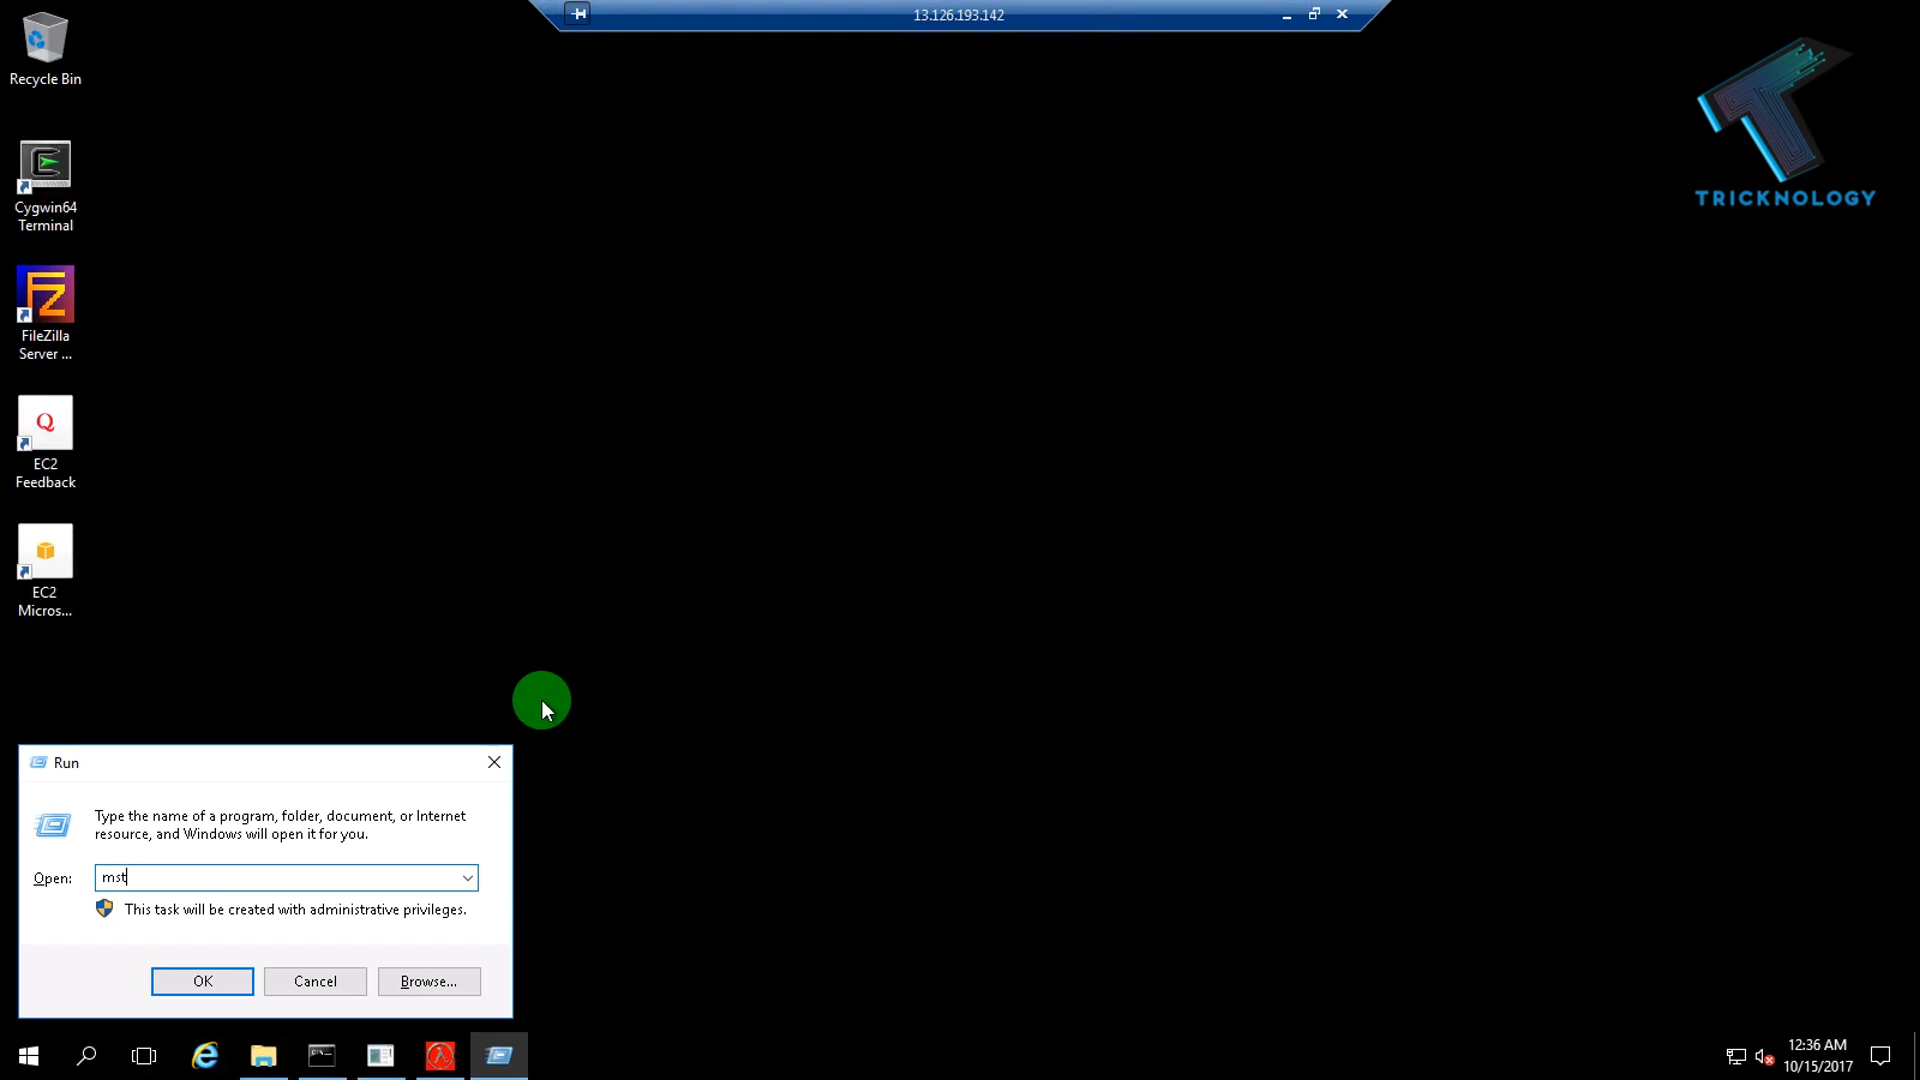 13.126.193.142
Recycle Bin
TRICKNOLOGY
Cygwin64
Terminal
FileZilla
Server ...
Q
EC2
Feedback
EC2
Micros...
Run
Type the name of a program, folder, document, or Internet
resource, and Windows will open it for you.
Open:
mst
This task will be created with administrative privileges.
OK
Cancel
Browse...
12:36 AM
10/15/2017